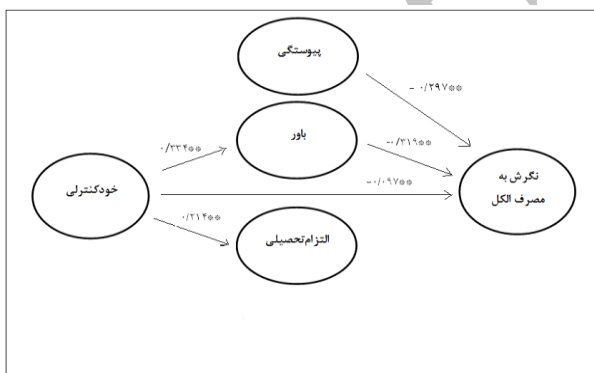 پیوستگی
- ۰/۲۹۷**
باور
۰/۳۳۴**
-۰/۳۱۹**
خودکنترلی
-۰/۰۹۷**
نگرش به
مصرف الکل
۰/۲۱۴**
التزام‌تحصیلی